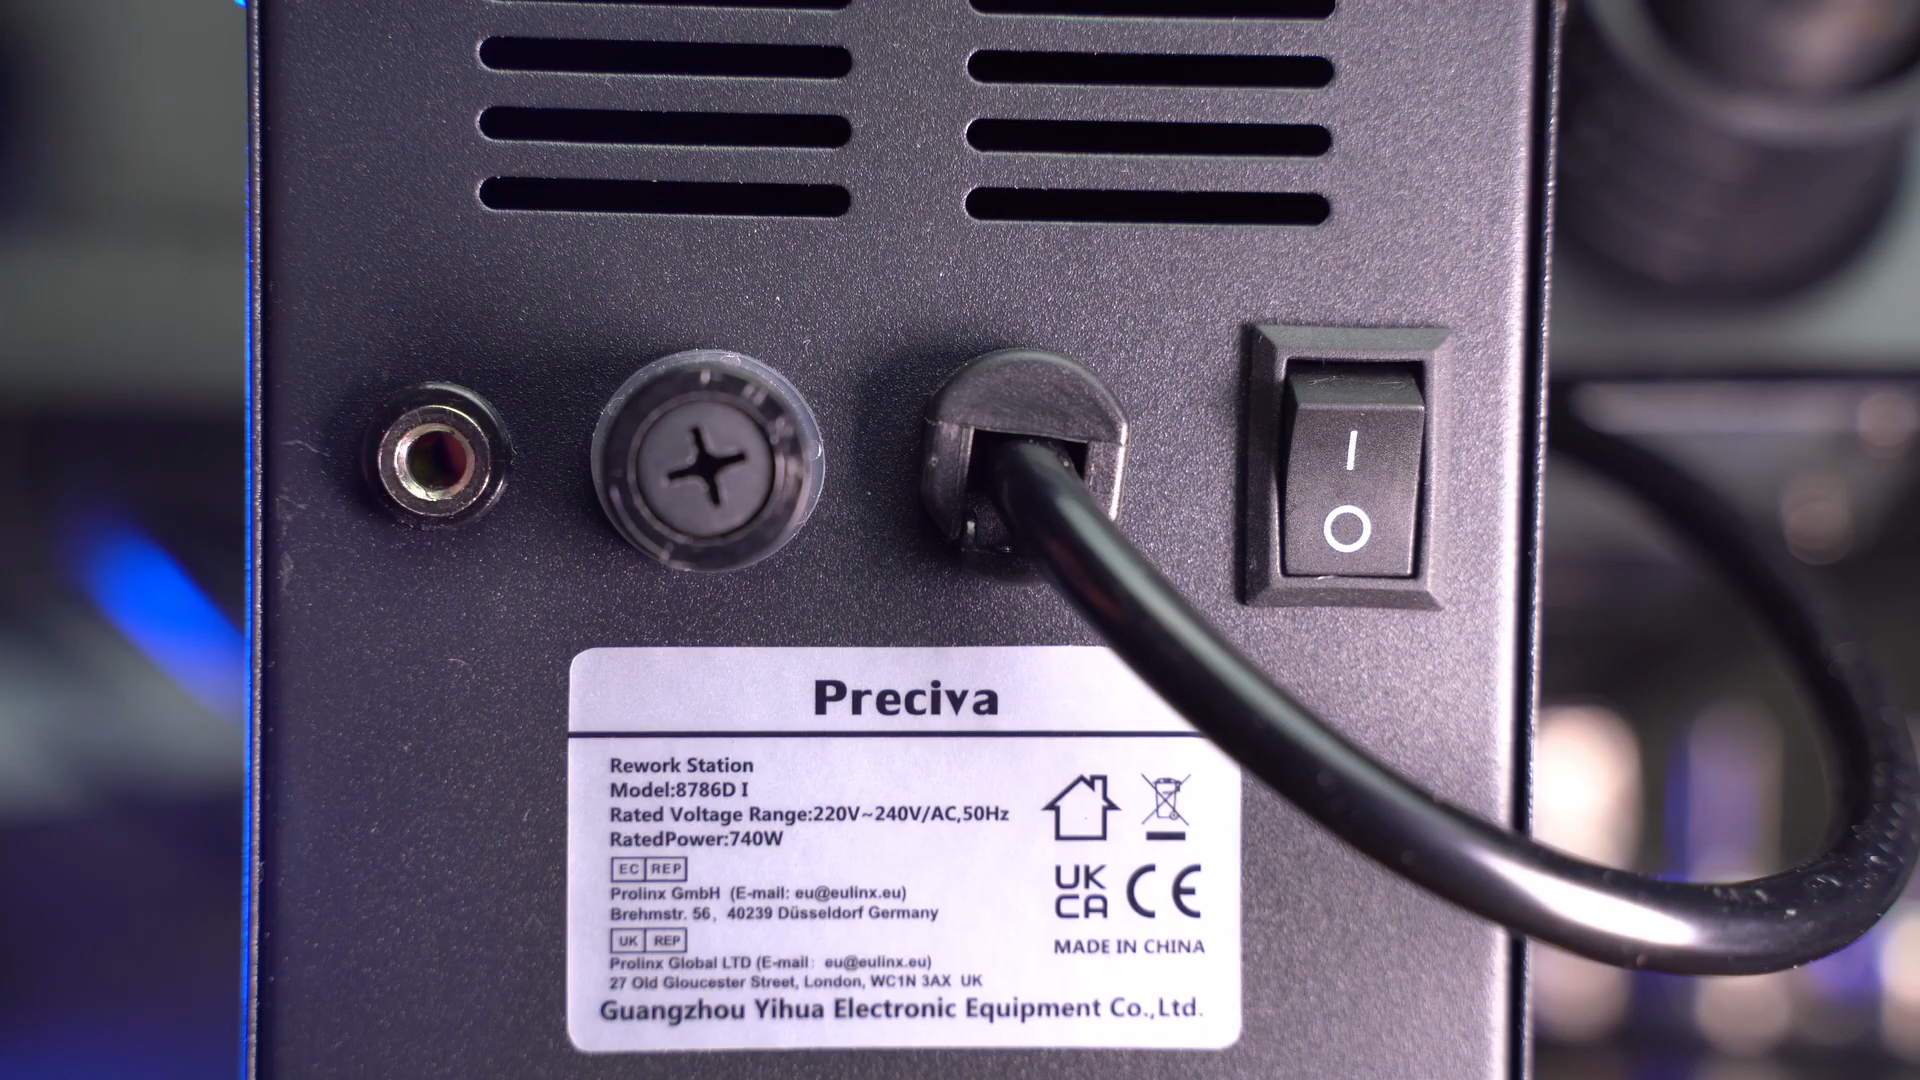 I
O
Preciva
Rework Station
Model:8786D I
Rated Voltage Range:220V~240V/AC,50Hz
RatedPower:740W
EC REP
Prolinx GmbH (E-mail: eu@eulinx.eu)
Brehmstr. 56, 40239 Düsseldorf Germany
UK REP
Prolinx Global LTD (E-mail: eu@eulinx.eu)
27 Old Gloucester Street, London, WC1N 3AX UK
UK
CA
CE
MADE IN CHINA
Guangzhou Yihua Electronic Equipment Co.,Ltd.